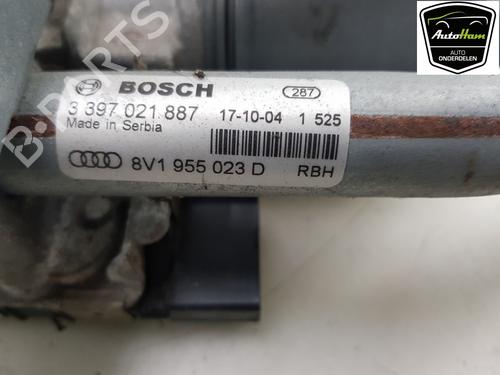 AutoHam
AUTO
ONDERDELEN
BOSCH
287
3 397 021 887 17-10-04 1 525
Made in Serbia
8V1 955 023 D RBH
B-PARTS